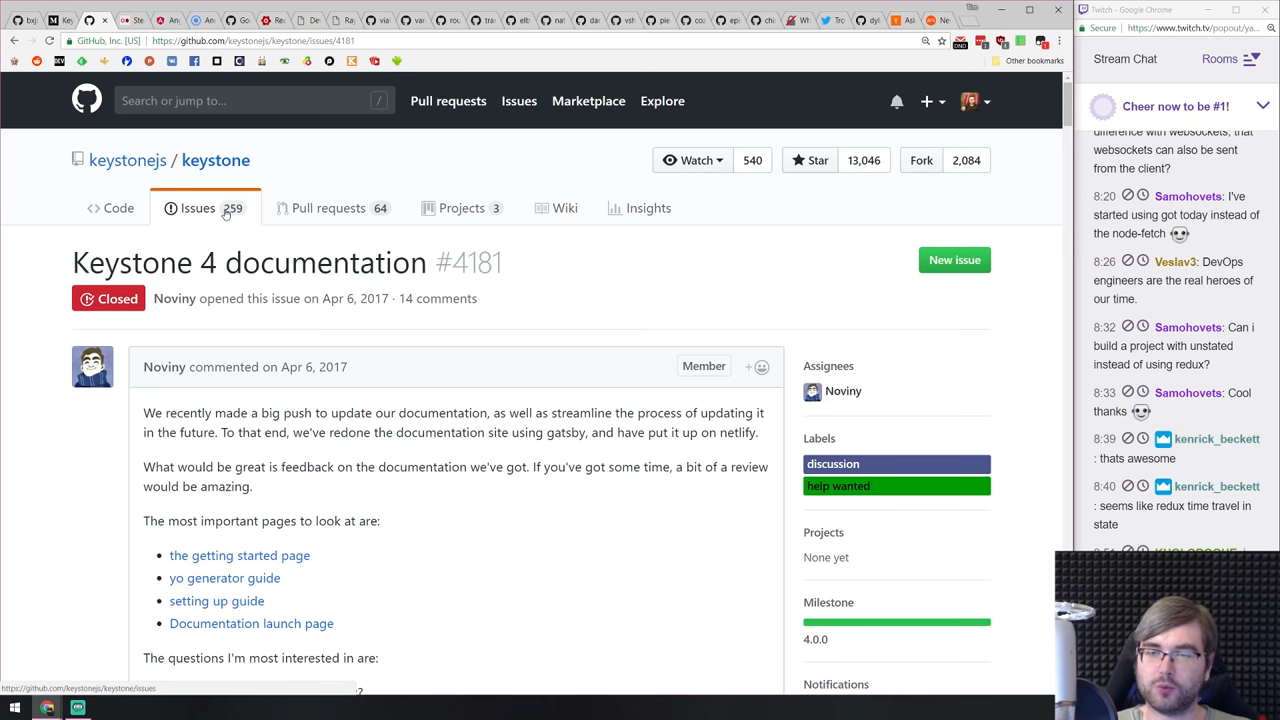 Twitch - Google Chrome
GitHub, Inc. [US]
https://github.com/keystonejs/keystone/issues/4181
Other bookmarks
Secure
https://www.twitch.tv/popout/ya...
Search or jump to...
/
Pull requests
Issues
Marketplace
Explore
keystonejs / keystone
Watch 540
Star 13,046
Fork 2,084
Code
Issues 259
Pull requests 64
Projects 3
Wiki
Insights
Keystone 4 documentation #4181
New issue
Closed
Noviny opened this issue on Apr 6, 2017 · 14 comments
Noviny commented on Apr 6, 2017
Member
We recently made a big push to update our documentation, as well as streamline the process of updating it
in the future. To that end, we've redone the documentation site using gatsby, and have put it up on netlify.
What would be great is feedback on the documentation we've got. If you've got some time, a bit of a review
would be amazing.
The most important pages to look at are:
the getting started page
yo generator guide
setting up guide
Documentation launch page
The questions I'm most interested in are:
https://github.com/keystonejs/keystone/issues
Assignees
Noviny
Labels
discussion
help wanted
Projects
None yet
Milestone
4.0.0
Notifications
Stream Chat
Rooms
Cheer now to be #1!
difference with websockets, that
websockets can also be sent
from the client?
8:20 Samohovets: I've
started using got today instead of
the node-fetch
8:26 Veslav3: DevOps
engineers are the real heroes of
our time.
8:32 Samohovets: Can i
build a project with unstated
instead of using redux?
8:33 Samohovets: Cool
thanks
8:39 kenrick_beckett
: thats awesome
8:40 kenrick_beckett
: seems like redux time travel in
state